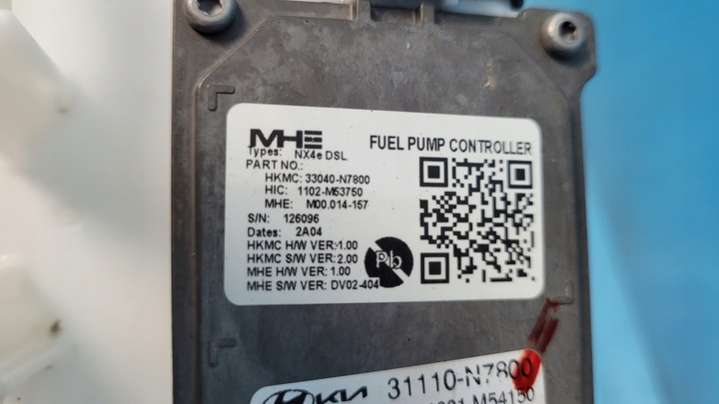 MHE FUEL PUMP CONTROLLER
Types: NX4e DSL
PART NO.:
HKMC: 33040-N7800
HIC: 1102-M53750
MHE: M00.014-157
S/N: 126096
Dates: 2A04
HKMC H/W VER:1.00
HKMC S/W VER: 2.00
MHE H/W VER: 1.00
MHE S/W VER: DV02-404
Pb
KIA 31110-N7800
M54150